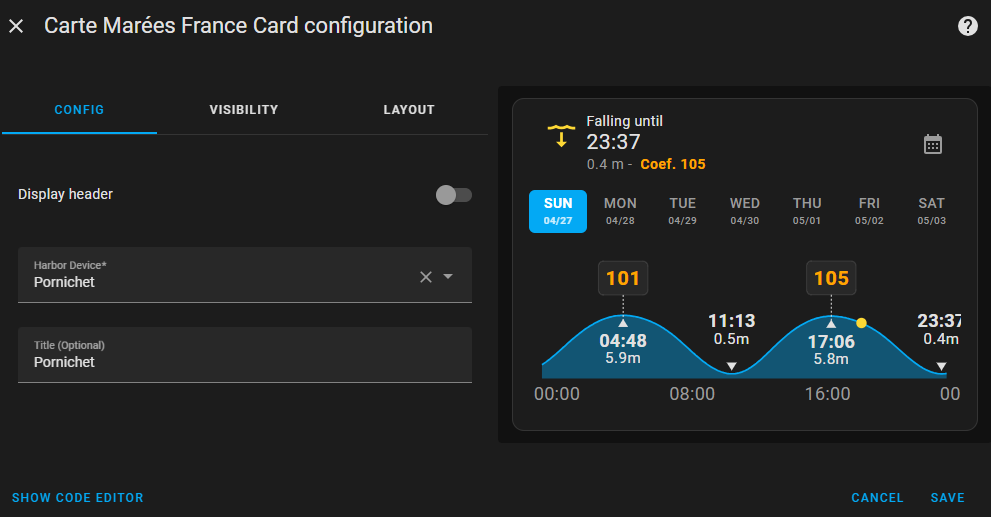 Carte Marées France Card configuration
CONFIG
VISIBILITY
LAYOUT
Display header
Harbor Device*
Pornichet
Title (Optional)
Pornichet
Falling until
23:37
0.4 m - Coef. 105
SUN MON TUE WED THU FRI SAT
04/27 04/28 04/29 04/30 05/01 05/02 05/03
101 105
11:13 23:37
0.5m 0.4m
04:48 17:06
5.9m 5.8m
00:00 08:00 16:00 00
SHOW CODE EDITOR
CANCEL
SAVE